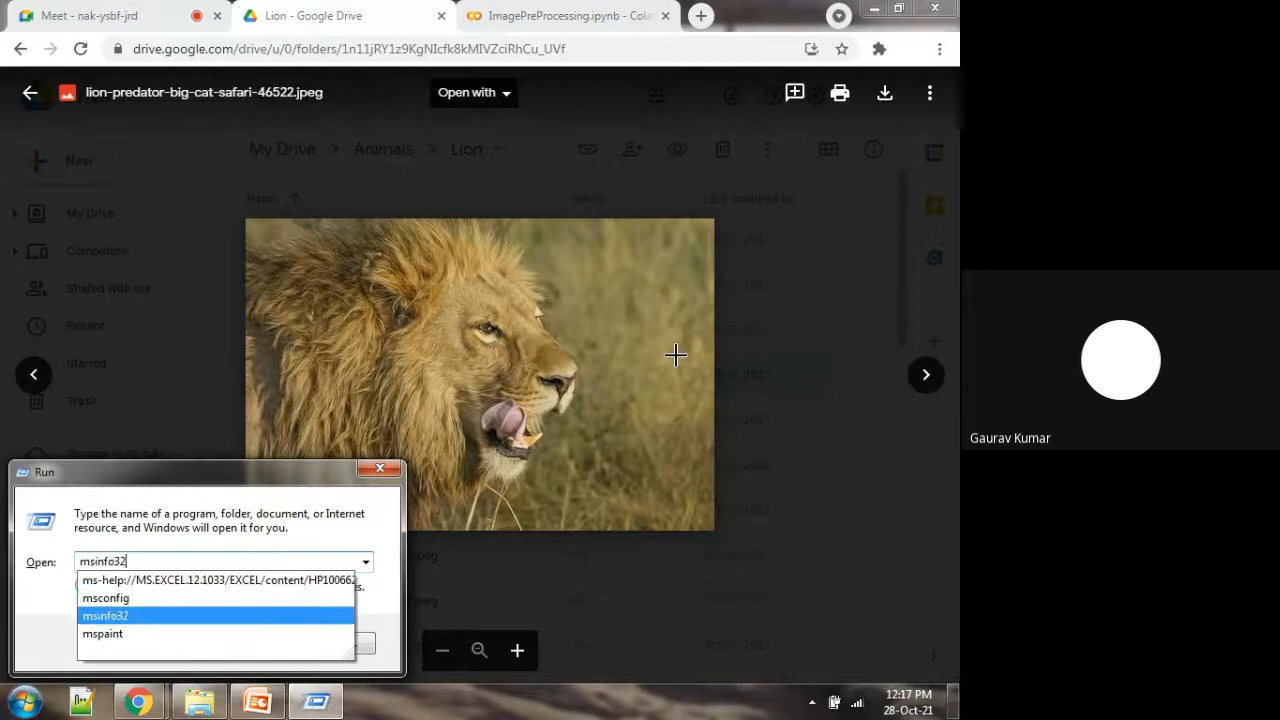 Meet - nak-ysbf-jrd
Lion - Google Drive
ImagePreProcessing.ipynb - Cola
drive.google.com/drive/u/0/folders/1n11jRY1z9KgNIcfk8kMIVZciRhCu_UVf
lion-predator-big-cat-safari-46522.jpeg
Open with
New
My Drive
Animals
Lion
Name
Last modified
My Drive
Computers
Shared with me
Recent
Starred
Trash
Run
Type the name of a program, folder, document, or Internet
resource, and Windows will open it for you.
Open:
msinfo32
ms-help://MS.EXCEL.12.1033/EXCEL/content/HP100662
msconfig
msinfo32
mspaint
Gaurav Kumar
12:17 PM
28-Oct-21